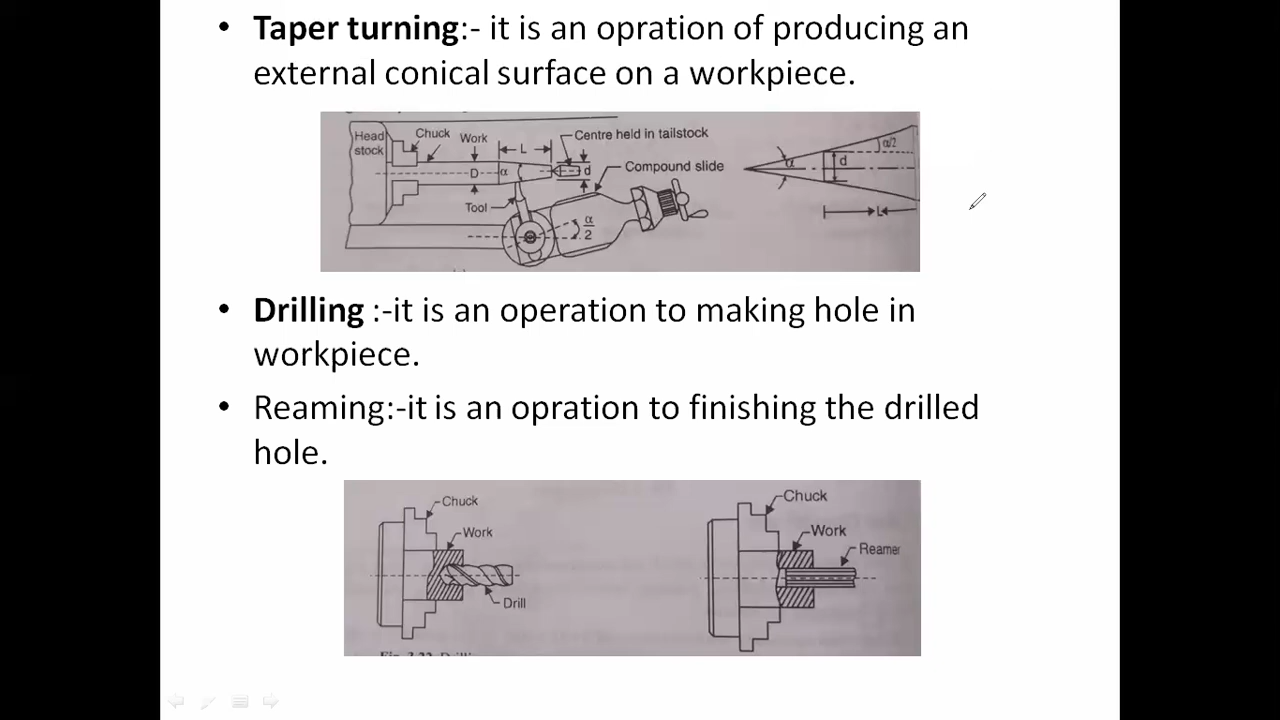 • Taper turning:- it is an opration of producing an
external conical surface on a workpiece.
Head
stock
Chuck
Work
L
Centre held in tailstock
Compound slide
D
α
d
Tool
α
2
α
d
α/2
L
• Drilling :-it is an operation to making hole in
workpiece.
• Reaming:-it is an opration to finishing the drilled
hole.
Chuck
Work
Drill
Chuck
Work
Reamer